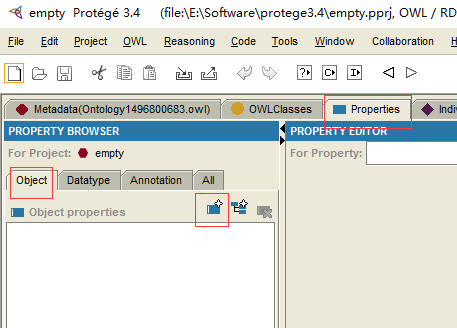 empty Protégé 3.4 (file:\E:\Software\protege3.4\empty.pprj, OWL / RD
File Edit Project OWL Reasoning Code Tools Window Collaboration H
Metadata(Ontology1496800683.owl) OWLClasses Properties Indi
PROPERTY BROWSER PROPERTY EDITOR
For Project: empty For Property:
Object Datatype Annotation All
Object properties